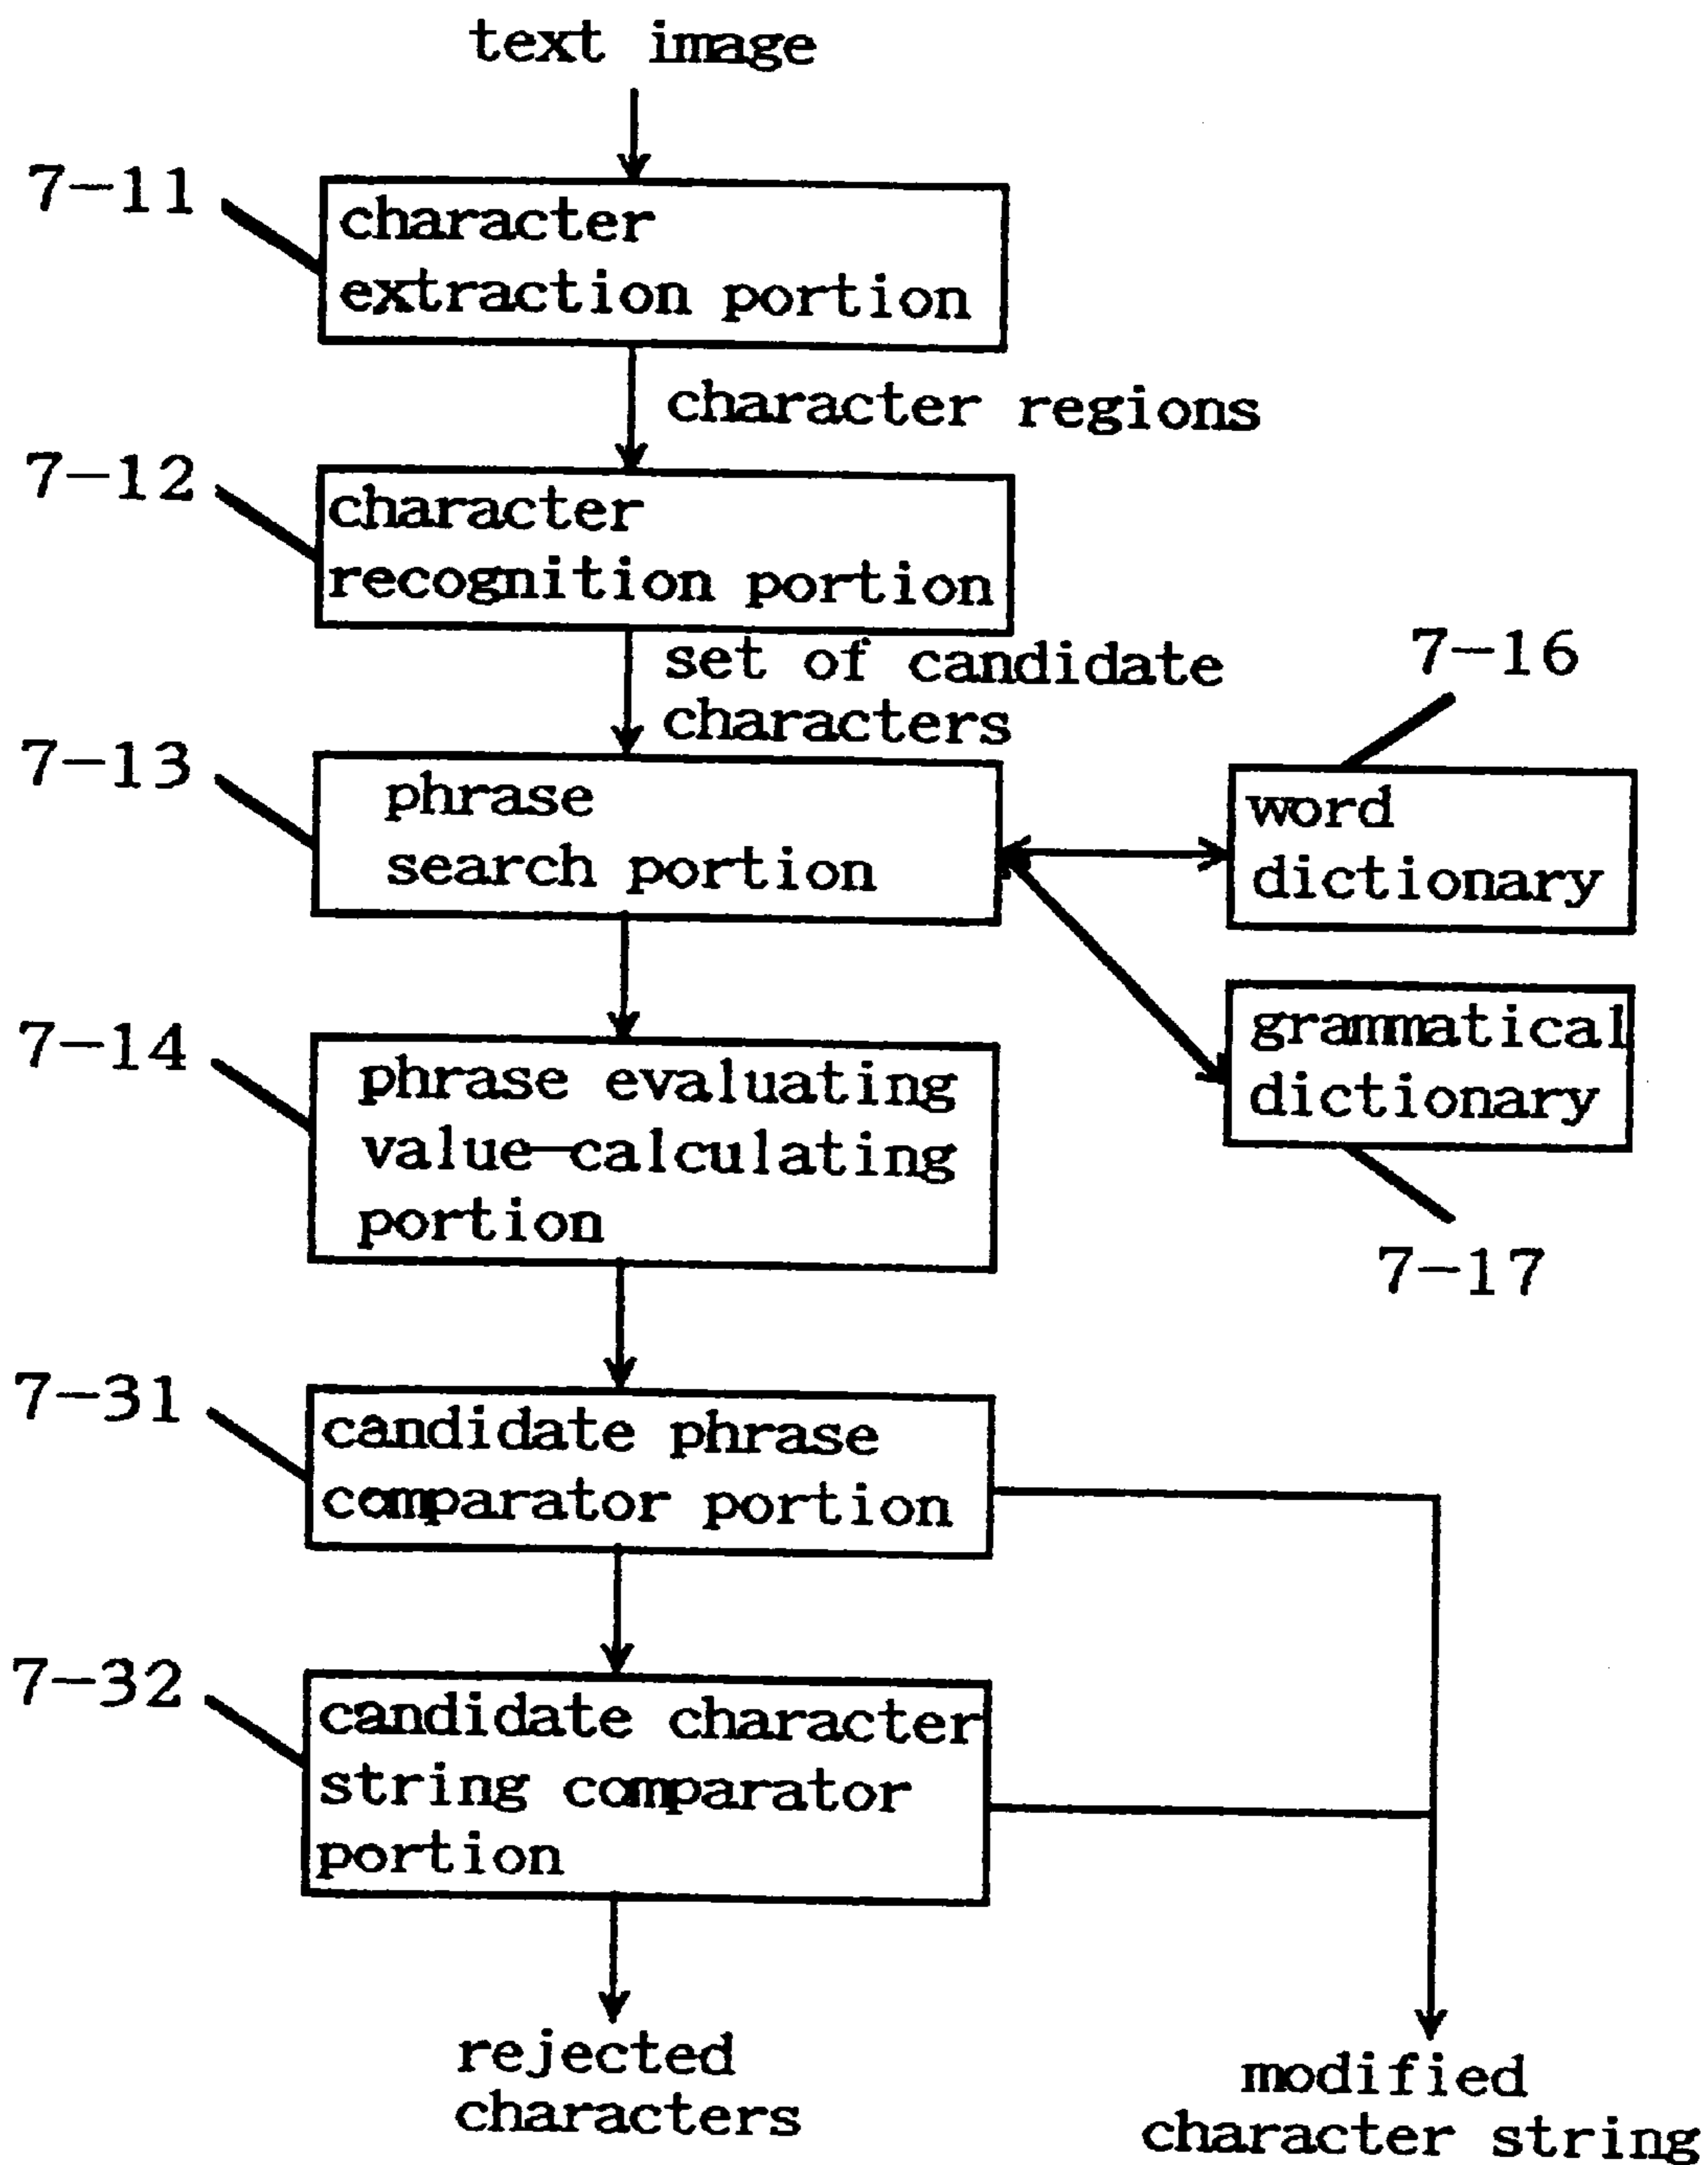 text image
7-11
character
extraction portion
character regions
7-12
character
recognition portion
set of candidate
characters
7-16
7-13
phrase
search portion
word
dictionary
7-14
phrase evaluating
value-calculating
portion
grammatical
dictionary
7-17
7-31
candidate phrase
comparator portion
7-32
candidate character
string comparator
portion
rejected
characters
modified
character string